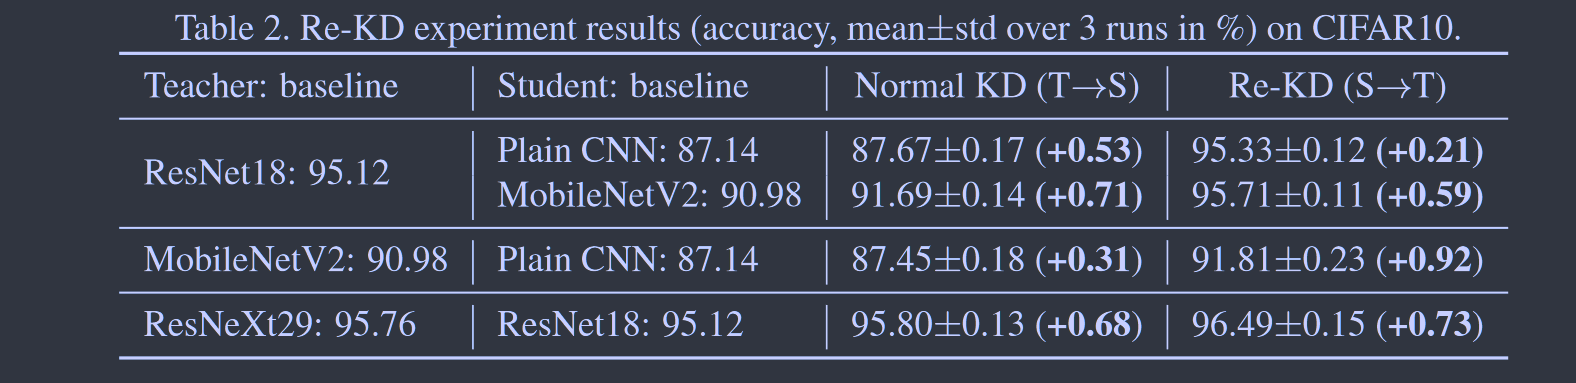 Table 2. Re-KD experiment results (accuracy, mean±std over 3 runs in %) on CIFAR10.
Teacher: baseline Student: baseline Normal KD (T→S) Re-KD (S→T)
ResNet18: 95.12 Plain CNN: 87.14 87.67±0.17 (+0.53) 95.33±0.12 (+0.21)
MobileNetV2: 90.98 91.69±0.14 (+0.71) 95.71±0.11 (+0.59)
MobileNetV2: 90.98 Plain CNN: 87.14 87.45±0.18 (+0.31) 91.81±0.23 (+0.92)
ResNeXt29: 95.76 ResNet18: 95.12 95.80±0.13 (+0.68) 96.49±0.15 (+0.73)